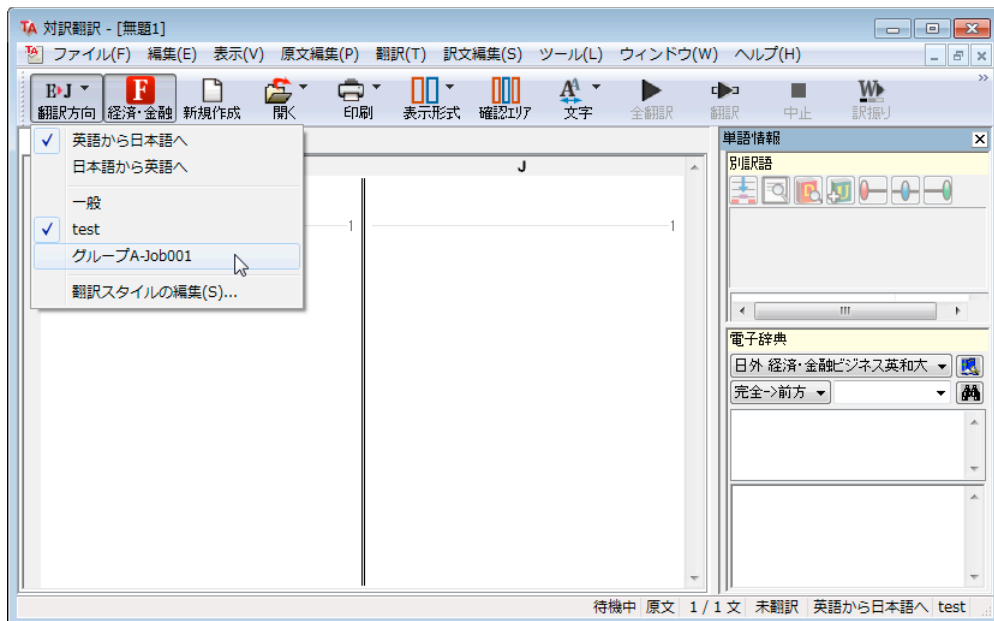 TA 対訳翻訳 - [無題1]
ファイル(F) 編集(E) 表示(V) 原文編集(P) 翻訳(T) 訳文編集(S) ツール(L) ウィンドウ(W) ヘルプ(H)
E J F A W
翻訳方向 経済・金融 新規作成 開く 印刷 表示形式 確認エリア 文字 全翻訳 翻訳 中止 訳振り
英語から日本語へ
日本語から英語へ
一般
test
グループA-Job001
翻訳スタイルの編集(S)...
J
1 1
単語情報
別訳語
電子辞典
日外 経済・金融ビジネス英和大
完全->前方
待機中 原文 1 / 1 文 未翻訳 英語から日本語へ test